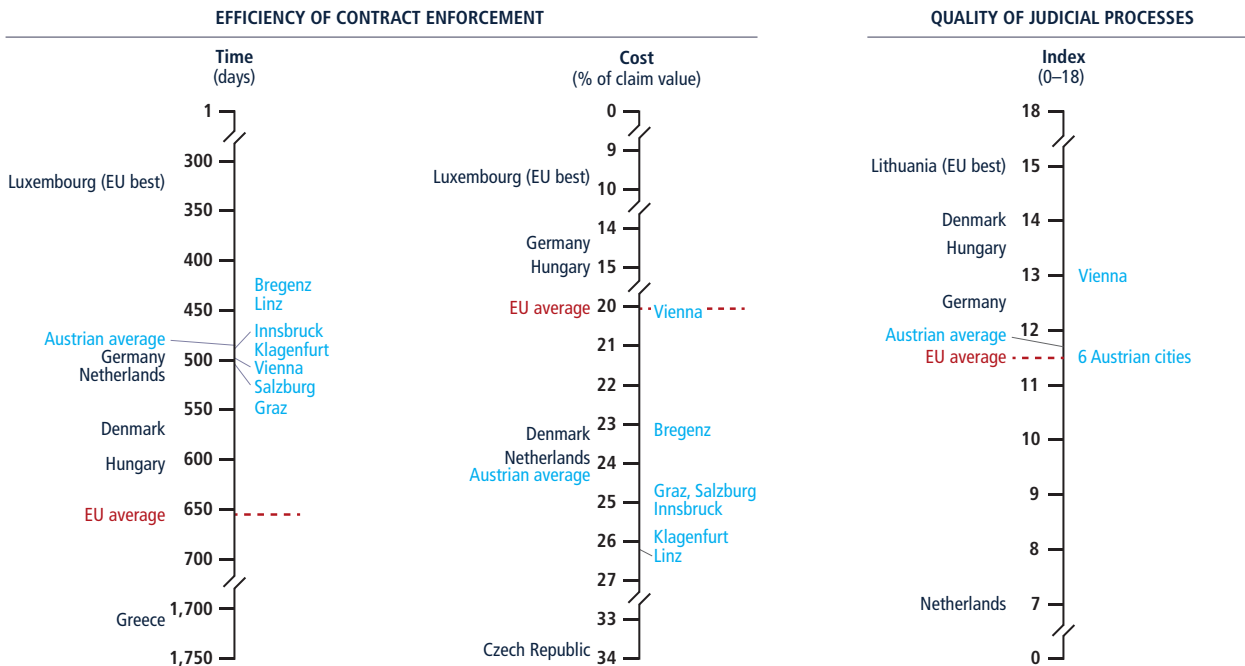 EFFICIENCY OF CONTRACT ENFORCEMENT
QUALITY OF JUDICIAL PROCESSES
Time
(days)
1
300
Luxembourg (EU best)
350
400
Bregenz
450
Linz
Innsbruck
Austrian average
Klagenfurt
Germany
500
Vienna
Netherlands
Salzburg
Graz
550
Denmark
600
Hungary
650
EU average
700
1,700
Greece
1,750
Cost
(% of claim value)
0
9
Luxembourg (EU best)
10
14
Germany
15
Hungary
20
EU average
Vienna
21
22
23
Denmark
Bregenz
Netherlands
24
Austrian average
Graz, Salzburg
25
Innsbruck
Klagenfurt
26
Linz
27
33
Czech Republic
34
Index
(0–18)
18
Lithuania (EU best)
15
Denmark
14
Hungary
13
Vienna
Germany
12
Austrian average
EU average
6 Austrian cities
11
10
9
8
Netherlands
7
0